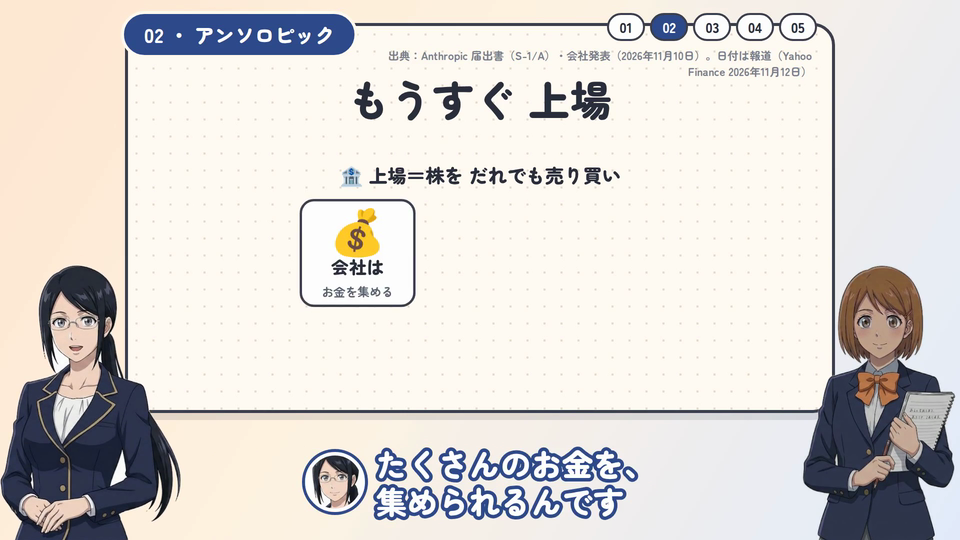 02 ・ アンソロピック
01 02 03 04 05
出典：Anthropic 届出書（S-1/A）・会社発表（2026年11月10日）。日付は報道（Yahoo
Finance 2026年11月12日）
もうすぐ 上場
上場＝株を だれでも売り買い
会社は
お金を集める
たくさんのお金を、
集められるんです